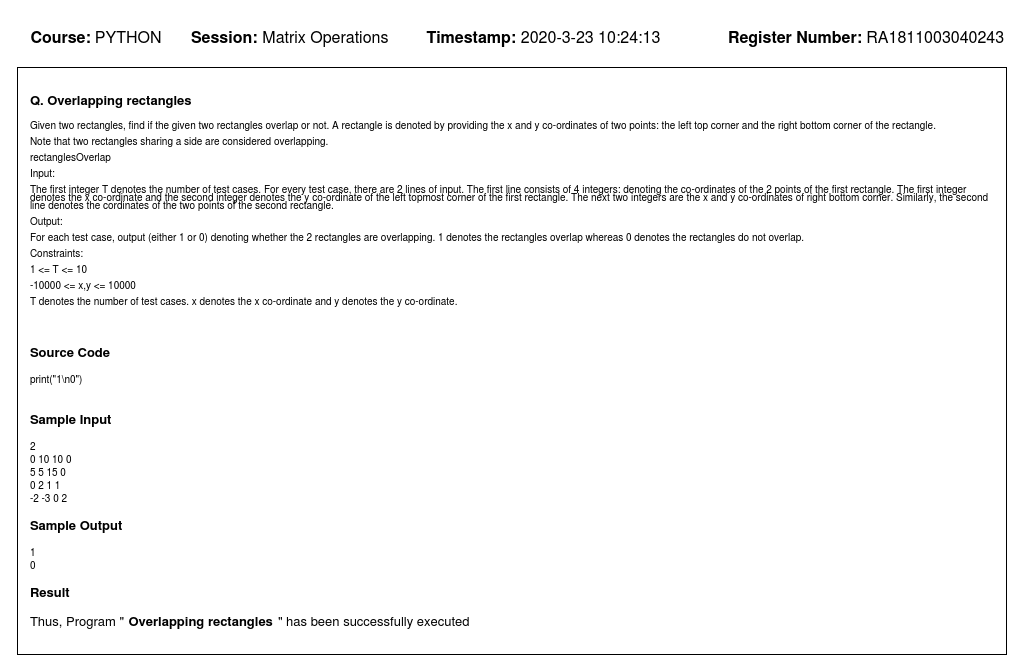 Course: PYTHON Session: Matrix Operations Timestamp: 2020-3-23 10:24:13 Register Number: RA1811003040243
Q. Overlapping rectangles
Given two rectangles, find if the given two rectangles overlap or not. A rectangle is denoted by providing the x and y co-ordinates of two points: the left top corner and the right bottom corner of the rectangle.
Note that two rectangles sharing a side are considered overlapping.
rectanglesOverlap
Input:
The first integer T denotes the number of test cases. For every test case, there are 2 lines of input. The first line consists of 4 integers: denoting the co-ordinates of the 2 points of the first rectangle. The first integer
denotes the x co-ordinate and the second integer denotes the y co-ordinate of the left topmost corner of the first rectangle. The next two integers are the x and y co-ordinates of right bottom corner. Similarly, the second
line denotes the cordinates of the two points of the second rectangle.
Output:
For each test case, output (either 1 or 0) denoting whether the 2 rectangles are overlapping. 1 denotes the rectangles overlap whereas 0 denotes the rectangles do not overlap.
Constraints:
1 <= T <= 10
-10000 <= x,y <= 10000
T denotes the number of test cases. x denotes the x co-ordinate and y denotes the y co-ordinate.
Source Code
print("1\n0")
Sample Input
2
0 10 10 0
5 5 15 0
0 2 1 1
-2 -3 0 2
Sample Output
1
0
Result
Thus, Program " Overlapping rectangles " has been successfully executed